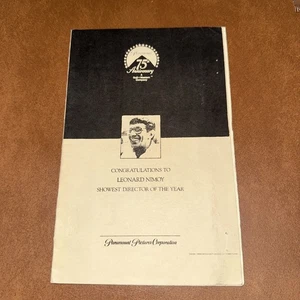 75th
Anniversary
CONGRATULATIONS TO
LEONARD NIMOY
SHOWEST DIRECTOR OF THE YEAR
Paramount Pictures Corporation